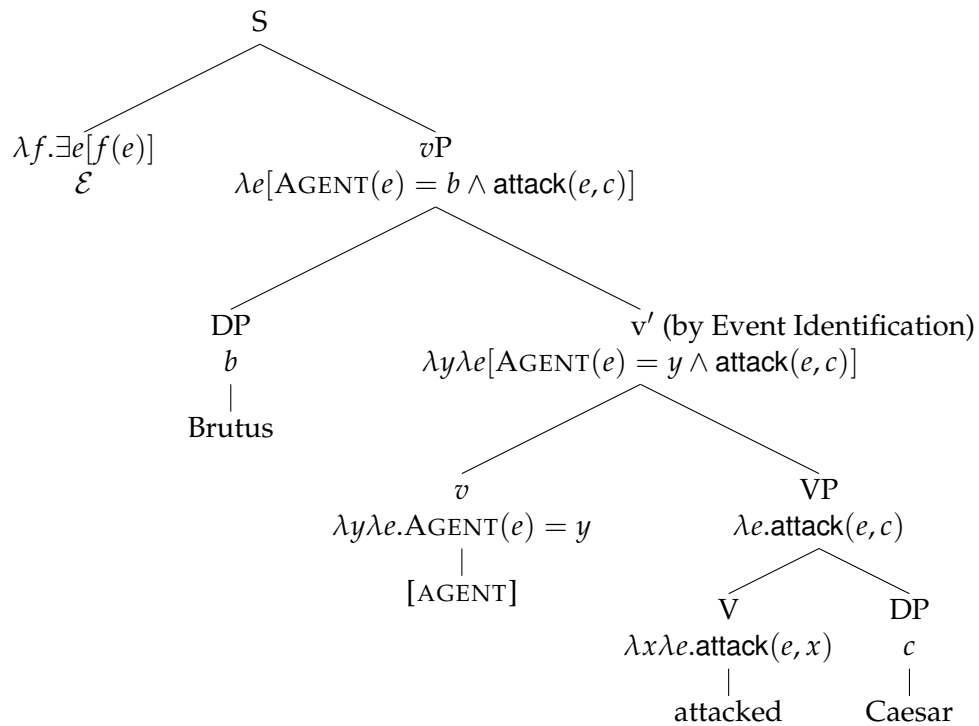 S
λf.∃e[f(e)]
ℰ
vP
λe[AGENT(e) = b ∧ attack(e, c)]
DP
b
Brutus
v′ (by Event Identification)
λyλe[AGENT(e) = y ∧ attack(e, c)]
v
λyλe.AGENT(e) = y
[AGENT]
VP
λe.attack(e, c)
V
λxλe.attack(e, x)
attacked
DP
c
Caesar